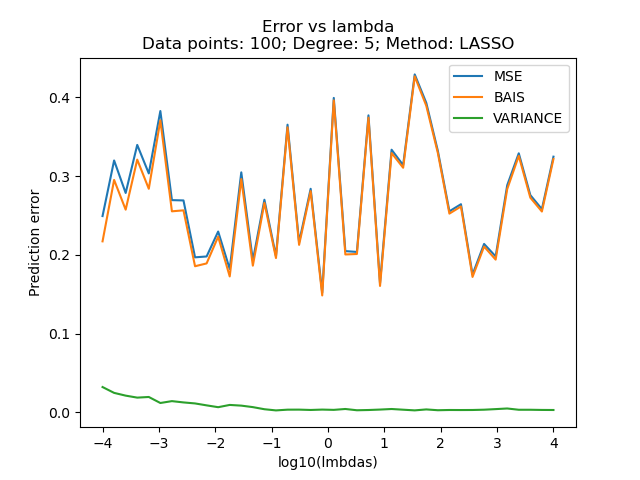 Error vs lambda
Data points: 100; Degree: 5; Method: LASSO
MSE
BAIS
VARIANCE
Prediction error
0.4
0.3
0.2
0.1
0.0
−4 −3 −2 −1 0 1 2 3 4
log10(lmbdas)